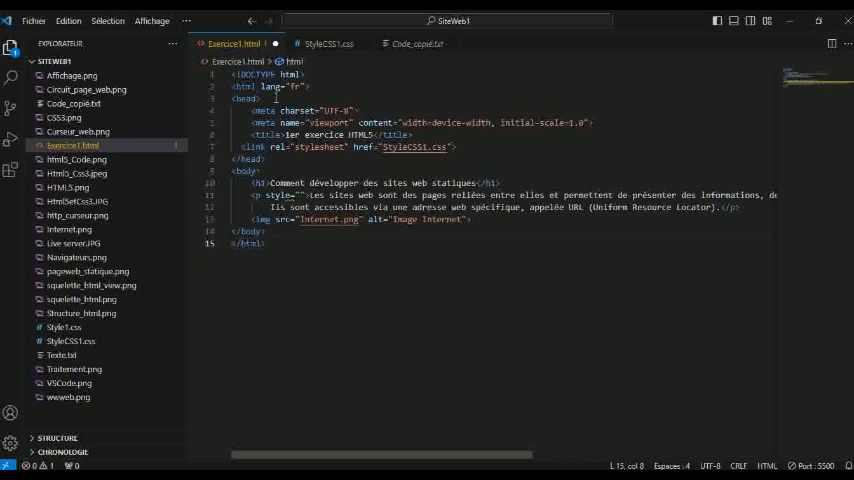 Fichier Edition Sélection Affichage ··· SiteWeb1
EXPLORATEUR ···
Exercice1.html StyleCSS1.css Code_copié.txt
Exercice1.html > html
1
SITEWEB1
Affichage.png
Circuit_page_web.png
Code_copié.txt
CSS3.png
Curseur_web.png
Exercice1.html 1
html5_Code.png
Html5_Css3.jpeg
HTML5.png
Html5etCss3.JPG
http_curseur.png
Internet.png
Live server.JPG
Navigateurs.png
pageweb_statique.png
squelette_html_view.png
squelette_html.png
Structure_html.png
Style1.css
StyleCSS1.css
Texte.txt
Traitement.png
VSCode.png
wwweb.png
STRUCTURE
CHRONOLOGIE
1 <!DOCTYPE html>
2 <html lang="fr">
3 <head>
4 <meta charset="UTF-8">
5 <meta name="viewport" content="width=device-width, initial-scale=1.0">
6 <title>1er exercice HTML5</title>
7 <link rel="stylesheet" href="StyleCSS1.css">
8 </head>
9 <body>
10 <h1>Comment développer des sites web statiques</h1>
11 <p style="">Les sites web sont des pages reliées entre elles et permettent de présenter des informations, de
12 Ils sont accessibles via une adresse web spécifique, appelée URL (Uniform Resource Locator).</p>
13 <img src="Internet.png" alt="Image Internet">
14 </body>
15 </html>
0 1 0 L 15, col 8 Espaces : 4 UTF-8 CRLF HTML Port : 5500